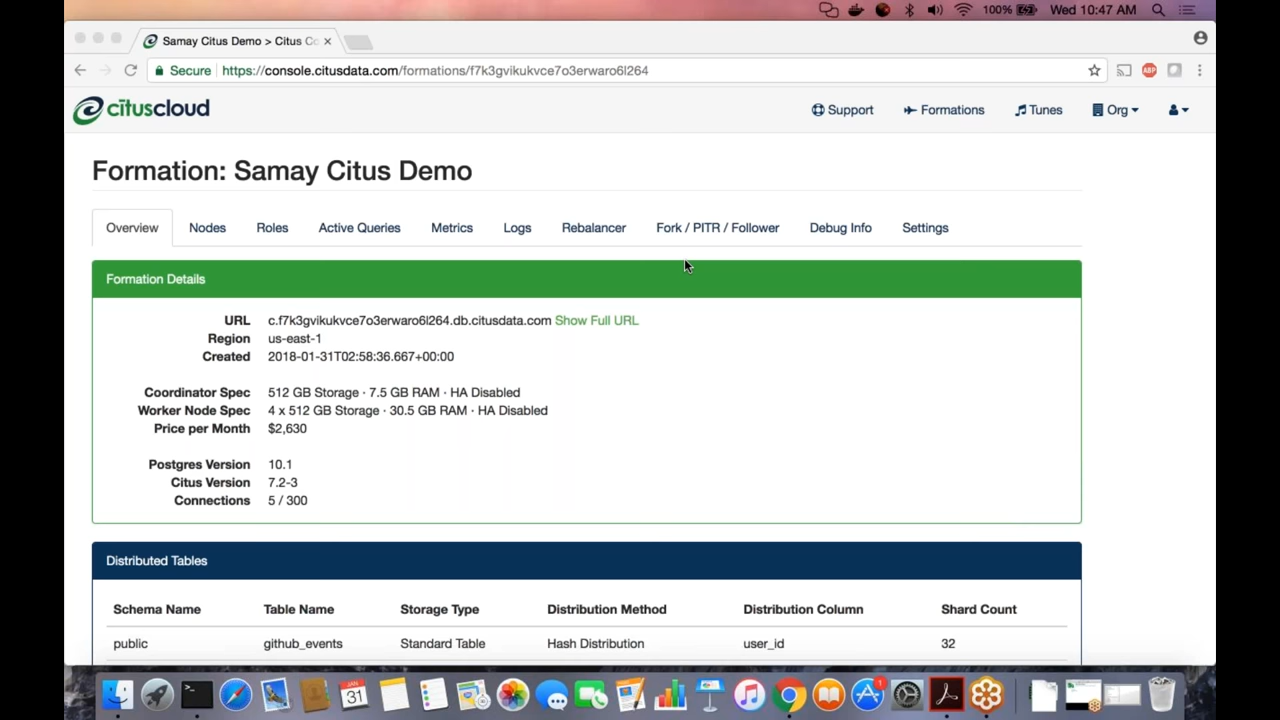 100% Wed 10:47 AM
Samay Citus Demo > Citus Co
Secure https://console.citusdata.com/formations/f7k3gvikukvce7o3erwaro6l264
ABP
cituscloud
Support Formations Tunes Org
Formation: Samay Citus Demo
Overview Nodes Roles Active Queries Metrics Logs Rebalancer Fork / PITR / Follower Debug Info Settings
Formation Details
URL c.f7k3gvikukvce7o3erwaro6l264.db.citusdata.com Show Full URL
Region us-east-1
Created 2018-01-31T02:58:36.667+00:00
Coordinator Spec 512 GB Storage · 7.5 GB RAM · HA Disabled
Worker Node Spec 4 x 512 GB Storage · 30.5 GB RAM · HA Disabled
Price per Month $2,630
Postgres Version 10.1
Citus Version 7.2-3
Connections 5 / 300
Distributed Tables
Schema Name Table Name Storage Type Distribution Method Distribution Column Shard Count
public github_events Standard Table Hash Distribution user_id 32
31
1